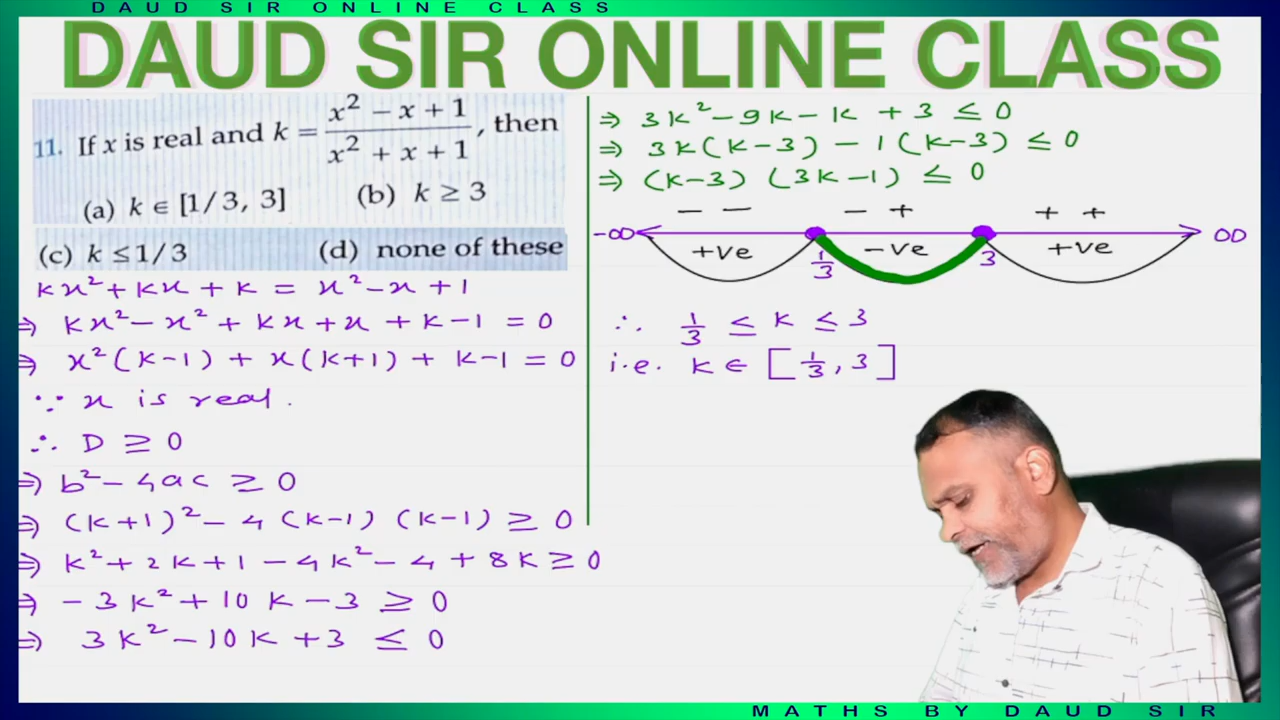 DAUD SIR ONLINE CLASS
DAUD SIR ONLINE CLASS
11. If x is real and k = (x² − x + 1)/(x² + x + 1), then
(a) k ∈ [1/3, 3] (b) k ≥ 3
(c) k ≤ 1/3 (d) none of these
kx² + kx + k = x² − x + 1
⇒ kx² − x² + kx + x + k − 1 = 0
⇒ x²(k−1) + x(k+1) + k−1 = 0
∵ x is real.
∴ D ≥ 0
⇒ b² − 4ac ≥ 0
⇒ (k+1)² − 4(k−1)(k−1) ≥ 0
⇒ k² + 2k + 1 − 4k² − 4 + 8k ≥ 0
⇒ −3k² + 10k − 3 ≥ 0
⇒ 3k² − 10k + 3 ≤ 0
⇒ 3k² − 9k − k + 3 ≤ 0
⇒ 3k(k−3) − 1(k−3) ≤ 0
⇒ (k−3)(3k−1) ≤ 0
− − − + + +
−∞ ∞
+ve −ve +ve
1/3 3
∴ 1/3 ≤ k ≤ 3
i.e. k ∈ [1/3, 3]
MATHS BY DAUD SIR